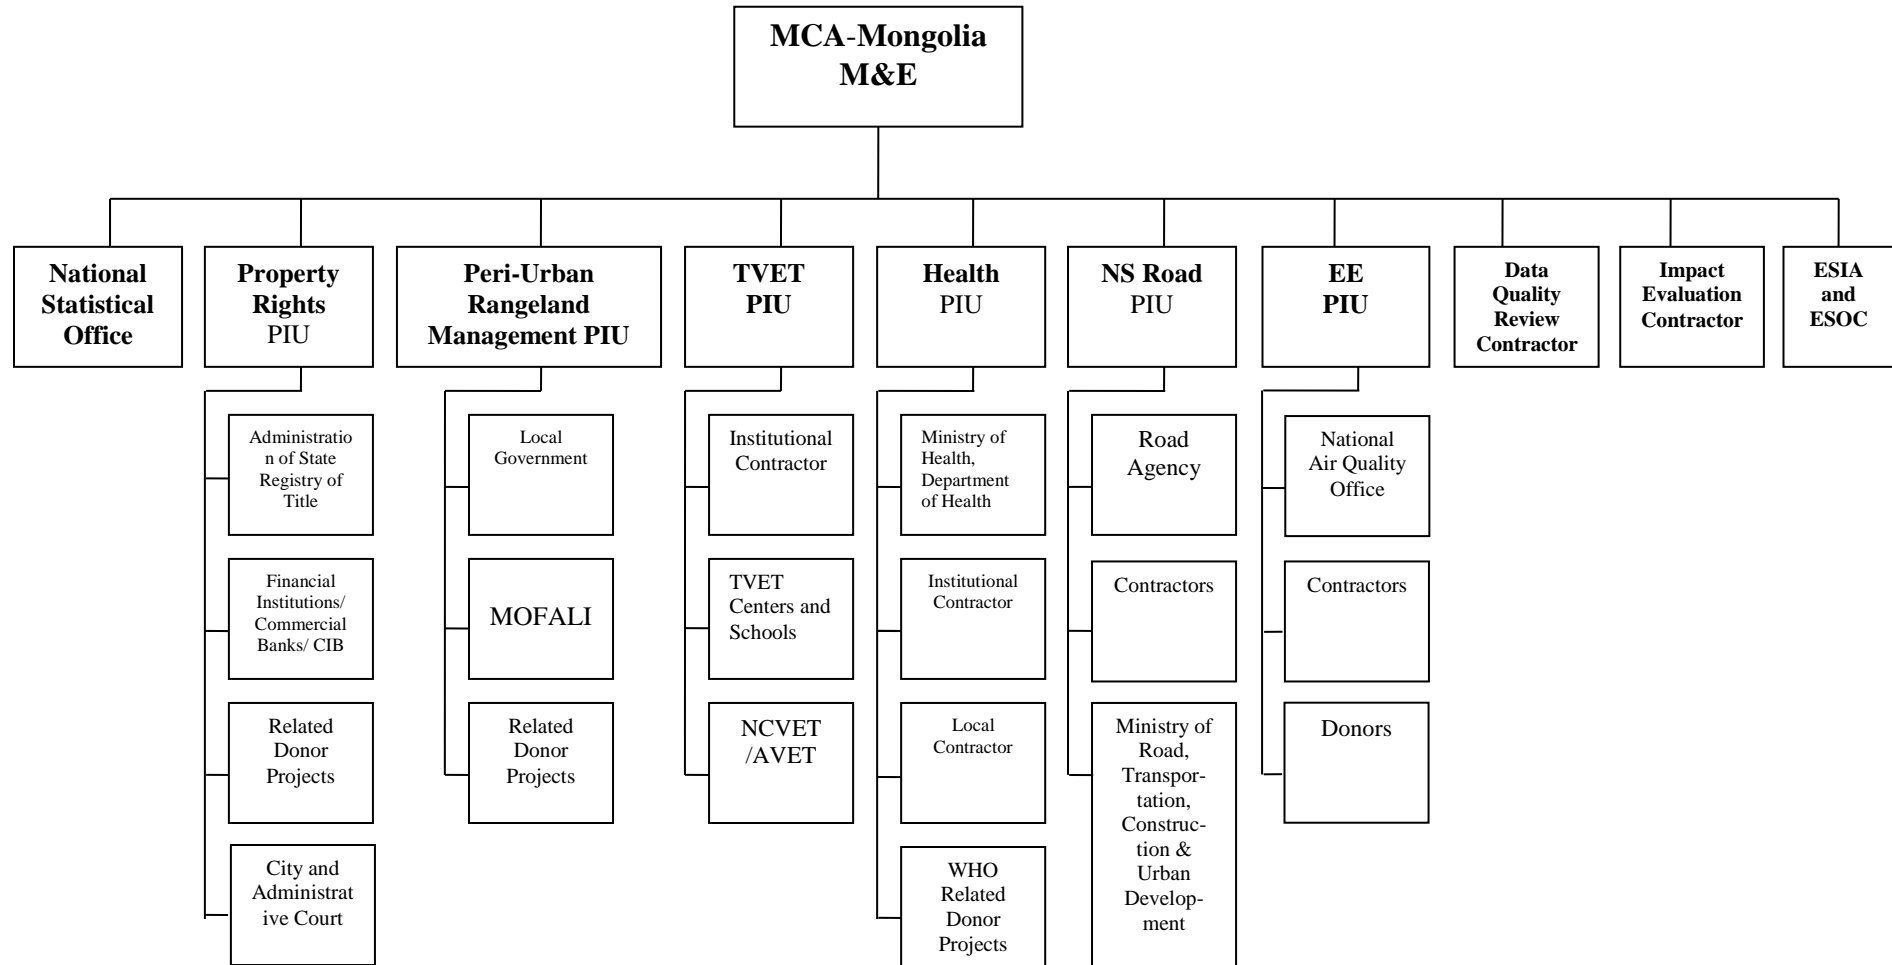 MCA-Mongolia
M&E
National
Statistical
Office
Property
Rights
PIU
Peri-Urban
Rangeland
Management PIU
TVET
PIU
Health
PIU
NS Road
PIU
EE
PIU
Data
Quality
Review
Contractor
Impact
Evaluation
Contractor
ESIA
and
ESOC
Administratio
n of State
Registry of
Title
Financial
Institutions/
Commercial
Banks/ CIB
Related
Donor
Projects
City and
Administrat
ive Court
Local
Government
MOFALI
Related
Donor
Projects
Institutional
Contractor
TVET
Centers and
Schools
NCVET
/AVET
Ministry of
Health,
Department
of Health
Institutional
Contractor
Local
Contractor
WHO
Related
Donor
Projects
Road
Agency
Contractors
Ministry of
Road,
Transpor-
tation,
Construc-
tion &
Urban
Develop-
ment
National
Air Quality
Office
Contractors
Donors